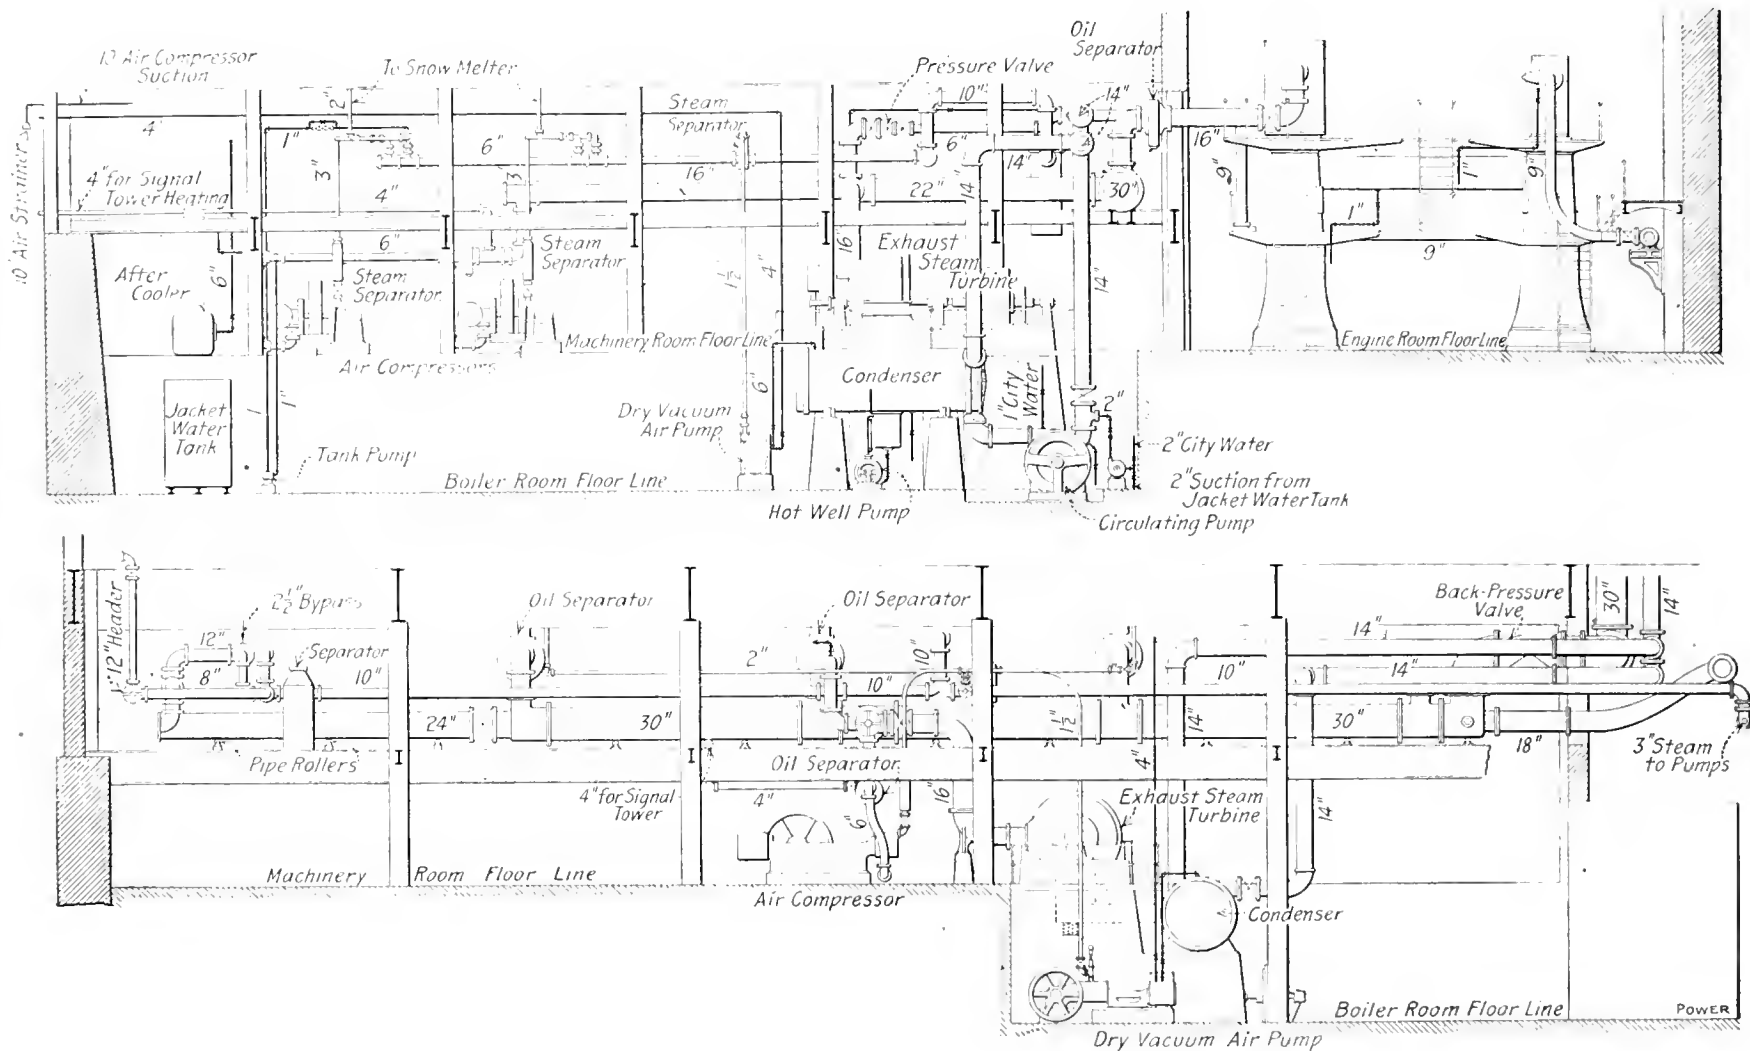 10" Air Compressor
Suction
To Snow Melter
Pressure Valve
Oil
Separator
10"
14"
2"
4"
1"
6"
Steam
Separator
16"
3"
3"
4"
6"
14"
14"
22"
30"
16"
9"
9"
1"
1"
9"
10" Air Strainer
4" for Signal
Tower Heating
6"
After
Cooler
6"
Steam
Separator
Steam
Separator
1½"
4"
16"
Exhaust
Steam
Turbine
14"
Machinery Room Floor Line
Engine Room Floor Line
Air Compressors
Condenser
6"
1" City
Water
2"
Jacket
Water
Tank
1"
1"
Dry Vacuum
Air Pump
Tank Pump
Boiler Room Floor Line
2" City Water
2" Suction from
Jacket Water Tank
Hot Well Pump
Circulating Pump
12" Header
2½" Bypass
Oil Separator
Oil Separator
Back-Pressure
Valve
30"
14"
12"
Separator
8"
10"
2"
10"
10"
14"
10"
14"
24"
30"
1½"
14"
30"
18"
3" Steam
to Pumps
Pipe Rollers
Oil Separator
4"
4" for Signal
Tower
4"
6"
16"
Exhaust Steam
Turbine
14"
Machinery Room Floor Line
Air Compressor
Condenser
Boiler Room Floor Line
POWER
Dry Vacuum Air Pump